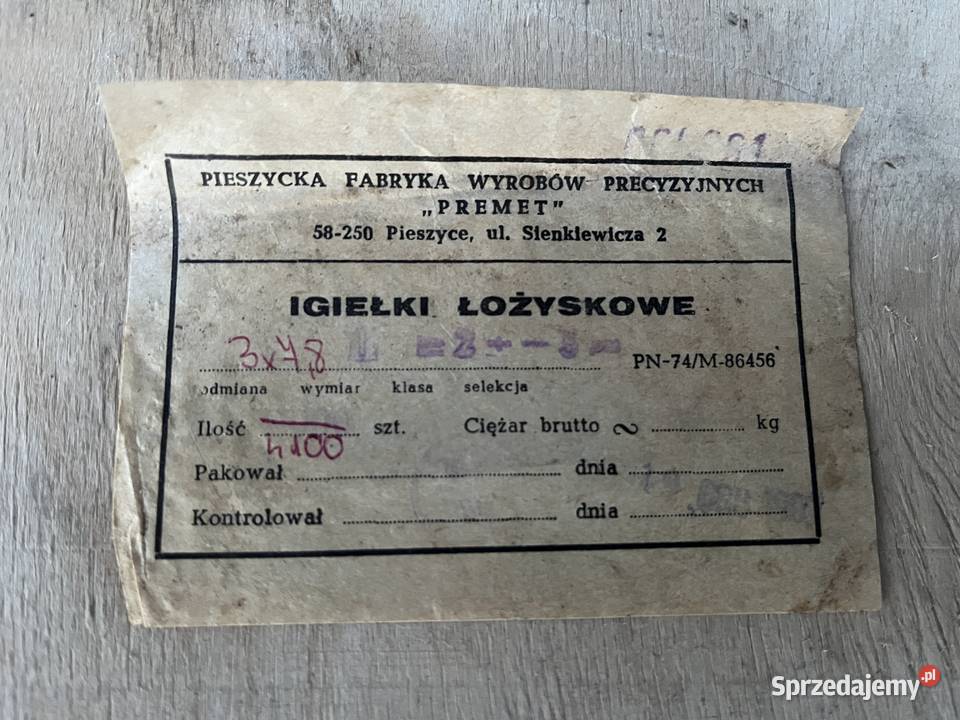 PIESZYCKA FABRYKA WYROBÓW PRECYZYJNYCH
„PREMET"
58-250 Pieszyce, ul. Sienkiewicza 2
IGIEŁKI ŁOŻYSKOWE
3x7,8 PN-74/M-86456
odmiana wymiar klasa selekcja
Ilość 4100 szt. Ciężar brutto ~ kg
Pakował dnia
Kontrolował dnia
Sprzedajemy.pl